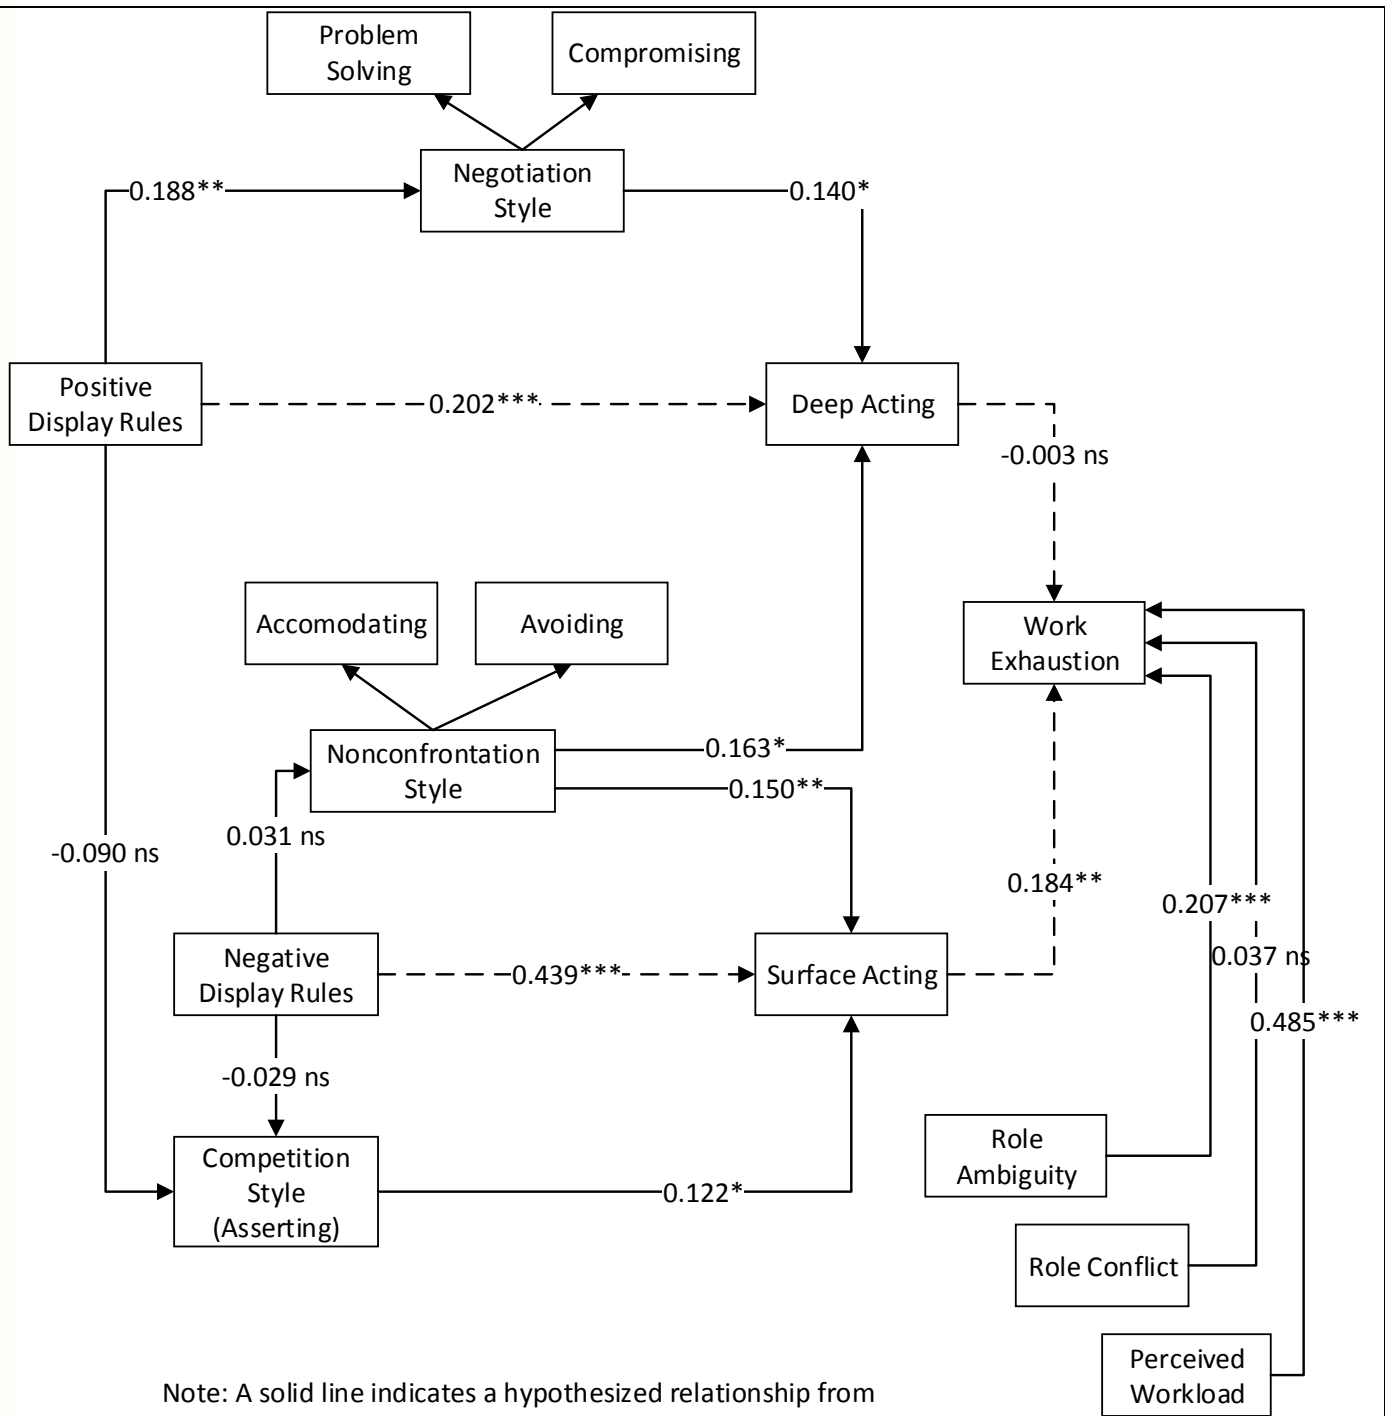 Problem
Solving
Compromising
Negotiation
Style
0.188**
0.140*
Positive
Display Rules
0.202***
Deep Acting
-0.003 ns
Accomodating
Avoiding
Work
Exhaustion
Nonconfrontation
Style
0.163*
0.150**
0.031 ns
-0.090 ns
0.184**
0.207***
0.037 ns
0.485***
Negative
Display Rules
0.439***
Surface Acting
-0.029 ns
Competition
Style
(Asserting)
0.122*
Role
Ambiguity
Role Conflict
Perceived
Workload
Note: A solid line indicates a hypothesized relationship from